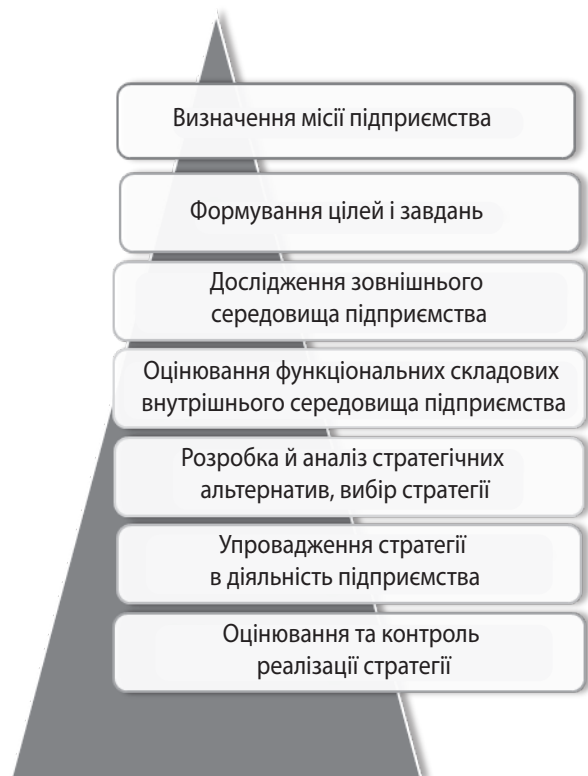 Визначення місії підприємства
Формування цілей і завдань
Дослідження зовнішнього
середовища підприємства
Оцінювання функціональних складових
внутрішнього середовища підприємства
Розробка й аналіз стратегічних
альтернатив, вибір стратегії
Упровадження стратегії
в діяльність підприємства
Оцінювання та контроль
реалізації стратегії